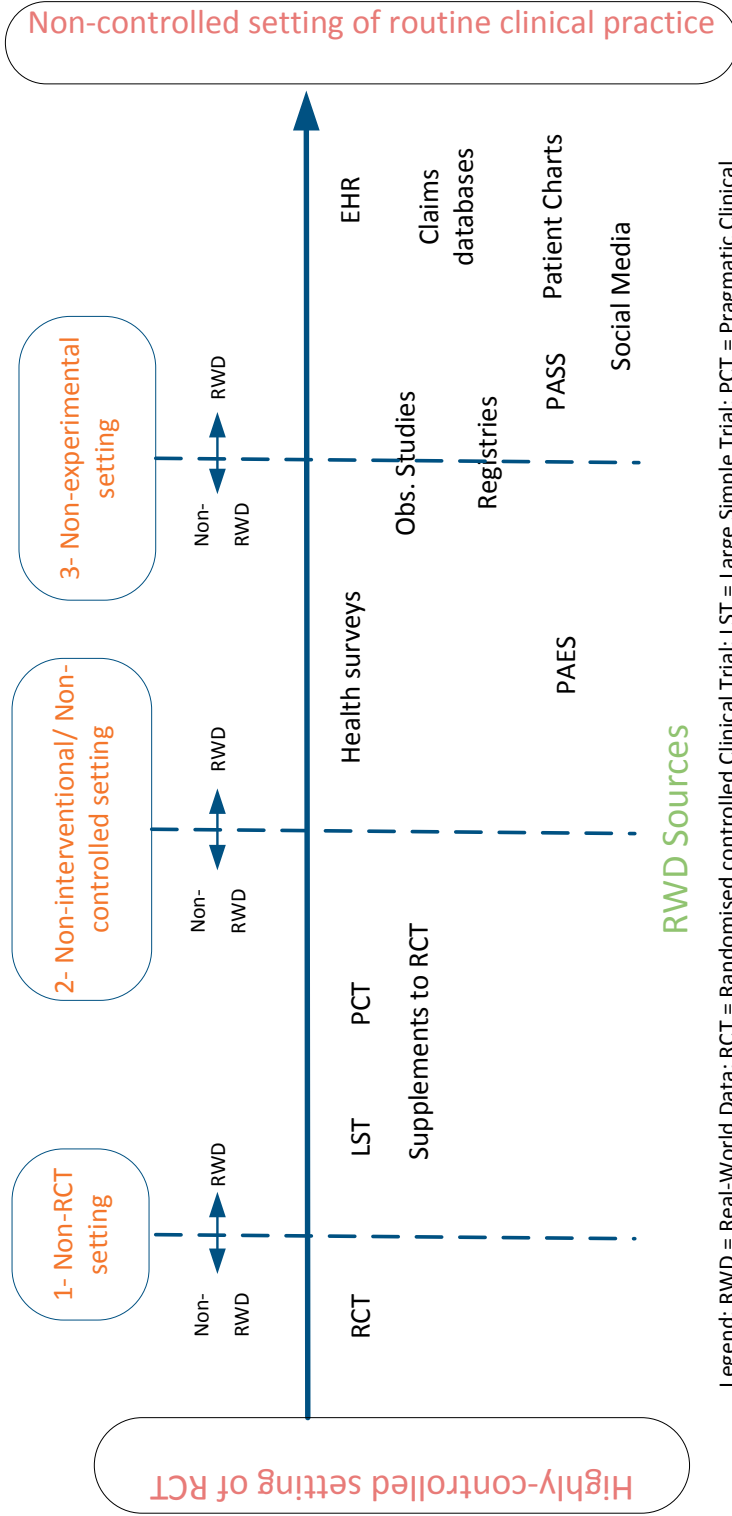 1- Non-RCT
setting
2- Non-interventional/ Non-
controlled setting
3- Non-experimental
setting
Non-
RWD
RWD
Non-
RWD
RWD
Non-
RWD
RWD
Highly-controlled setting of RCT
Non-controlled setting of routine clinical practice
RCT
LST
PCT
Supplements to RCT
Health surveys
PAES
Obs. Studies
Registries
PASS
EHR
Claims
databases
Patient Charts
Social Media
RWD Sources
Legend: RWD = Real-World Data; RCT = Randomised controlled Clinical Trial; LST = Large Simple Trial; PCT = Pragmatic Clinical